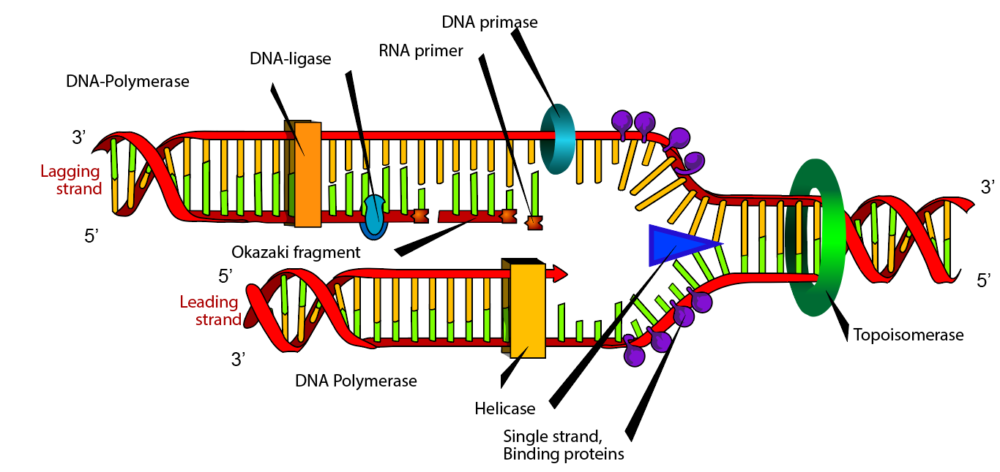 DNA primase
RNA primer
DNA-ligase
DNA-Polymerase
3’
Lagging
strand
5’
3’
5’
Okazaki fragment
5’
Leading
strand
3’
Topoisomerase
DNA Polymerase
Helicase
Single strand,
Binding proteins